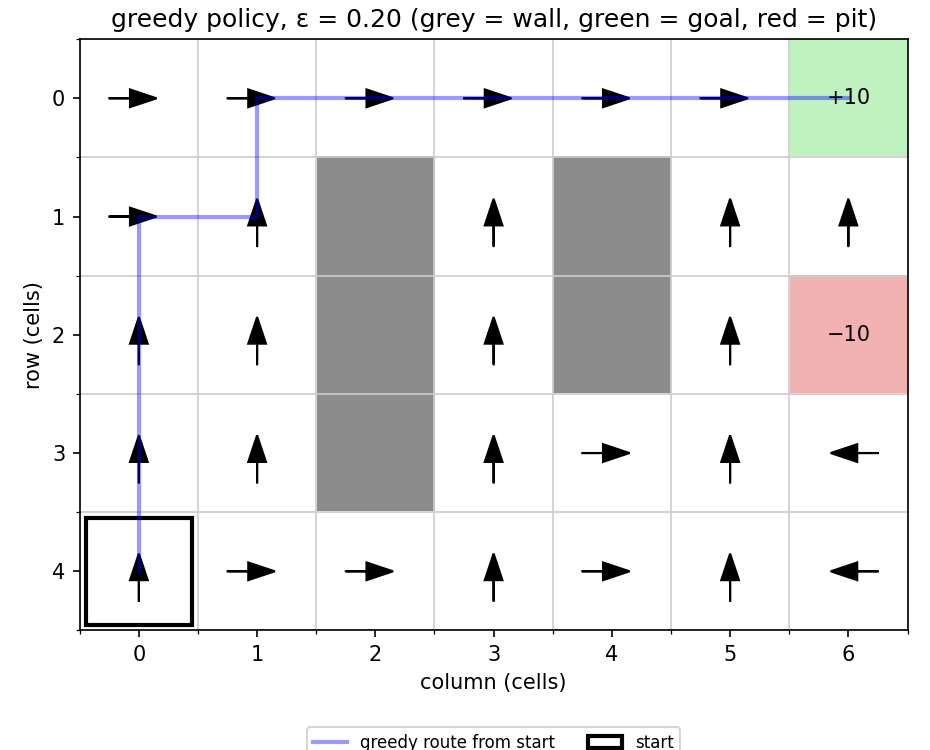 greedy policy, ε = 0.20 (grey = wall, green = goal, red = pit)
0
+10
1
2
−10
3
4
row (cells)
0 1 2 3 4 5 6
column (cells)
greedy route from start
start